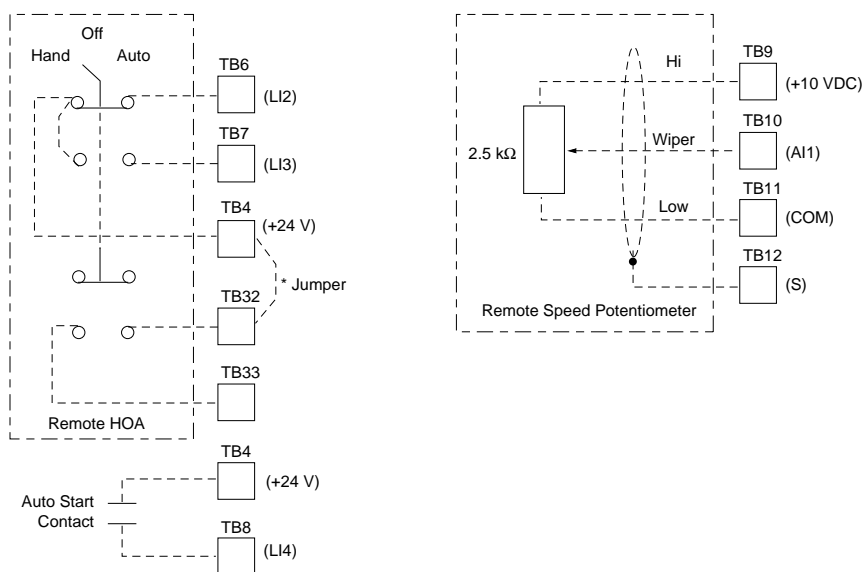 Off
Hand
Auto
TB6
(LI2)
TB7
(LI3)
TB4
(+24 V)
* Jumper
TB32
TB33
Remote HOA
TB4
(+24 V)
Auto Start
Contact
TB8
(LI4)
TB9
Hi
(+10 VDC)
TB10
2.5 kΩ
Wiper
(AI1)
TB11
Low
(COM)
TB12
(S)
Remote Speed Potentiometer